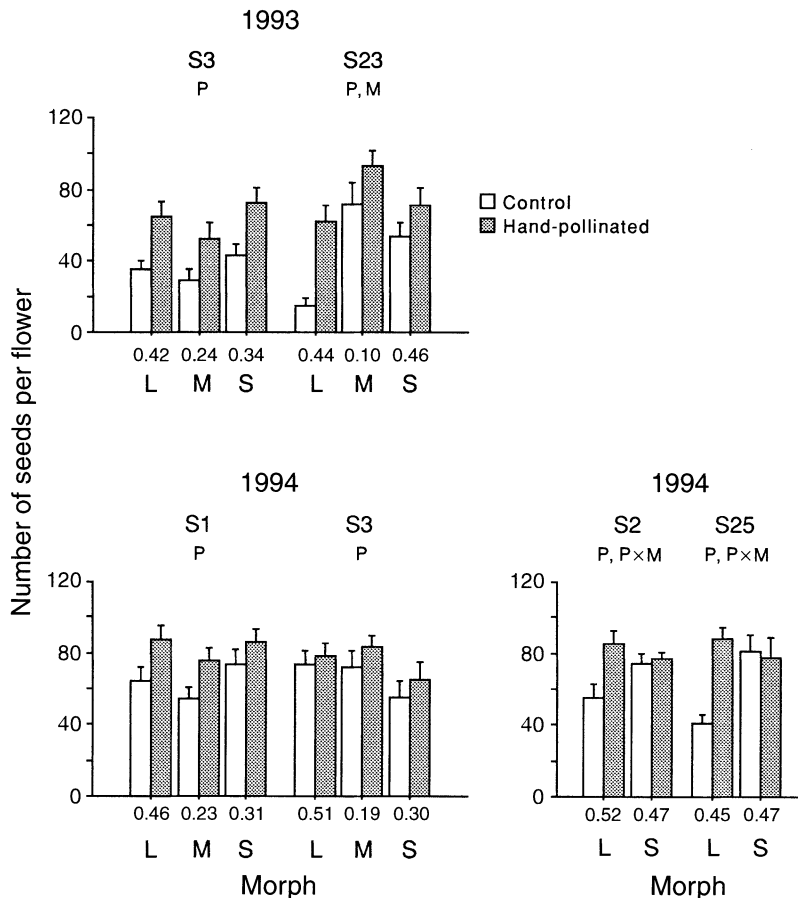 1993
S3 S23
P P, M
120
80
40
0
Control
Hand-pollinated
0.42 0.24 0.34 0.44 0.10 0.46
L M S L M S
Number of seeds per flower
1994
S1 S3
P P
120
80
40
0
0.46 0.23 0.31 0.51 0.19 0.30
L M S L M S
Morph
1994
S2 S25
P, P×M P, P×M
120
80
40
0
0.52 0.47 0.45 0.47
L S L S
Morph